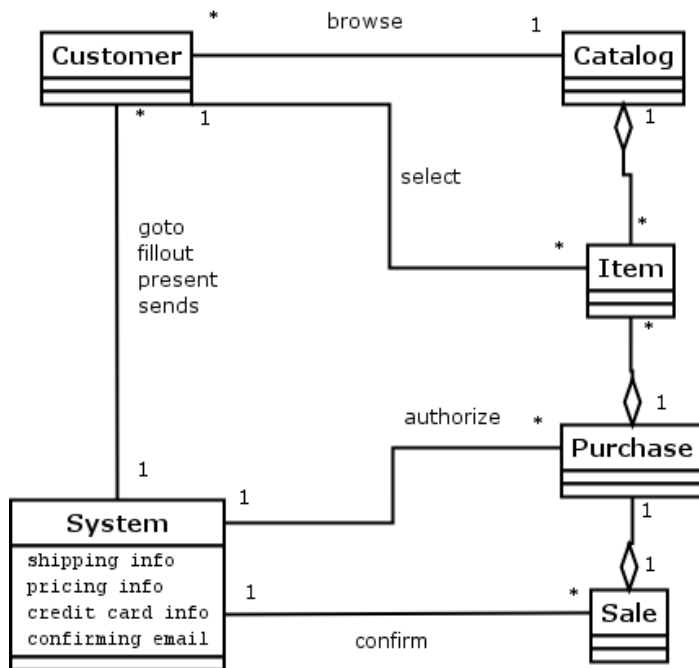 * browse 1
Customer
Catalog
* 1
1
select
*
goto
fillout
present
sends
*
Item
*
1
authorize *
Purchase
1
1
1
System
shipping info
pricing info
credit card info
confirming email
1
1
*
Sale
confirm